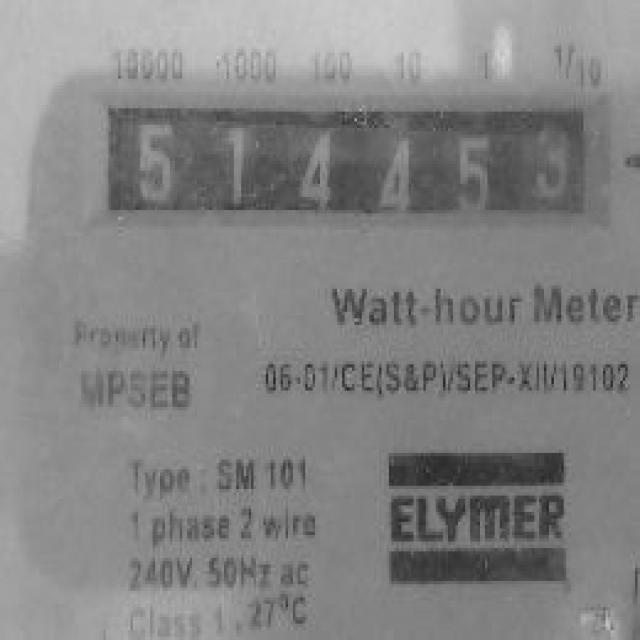 10000 1000 100 10 1 1/10
5 1 4 4 5 3
Watt-hour Meter
Property of
MPSEB
06-01/CE(S&P)/SEP-XII/19102
Type : SM 101
1 phase 2 wire
240V. 50Hz ac
Class 1 . 27°C
ELYMER